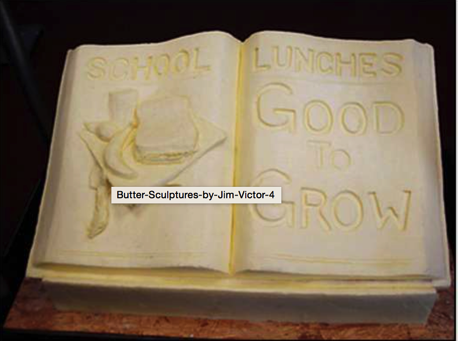 SCHOOL LUNCHES
GOOD
TO
GROW
Butter-Sculptures-by-Jim-Victor-4